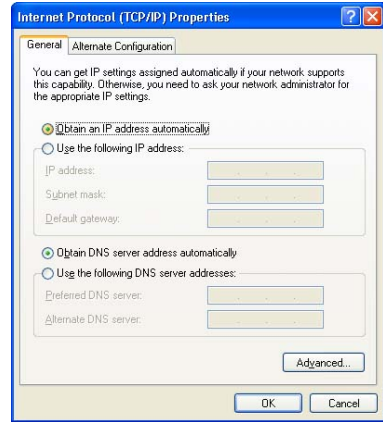 Internet Protocol (TCP/IP) Properties
General
Alternate Configuration
You can get IP settings assigned automatically if your network supports
this capability. Otherwise, you need to ask your network administrator for
the appropriate IP settings.
Obtain an IP address automatically
Use the following IP address:
IP address:
Subnet mask:
Default gateway:
Obtain DNS server address automatically
Use the following DNS server addresses:
Preferred DNS server:
Alternate DNS server:
Advanced...
OK
Cancel